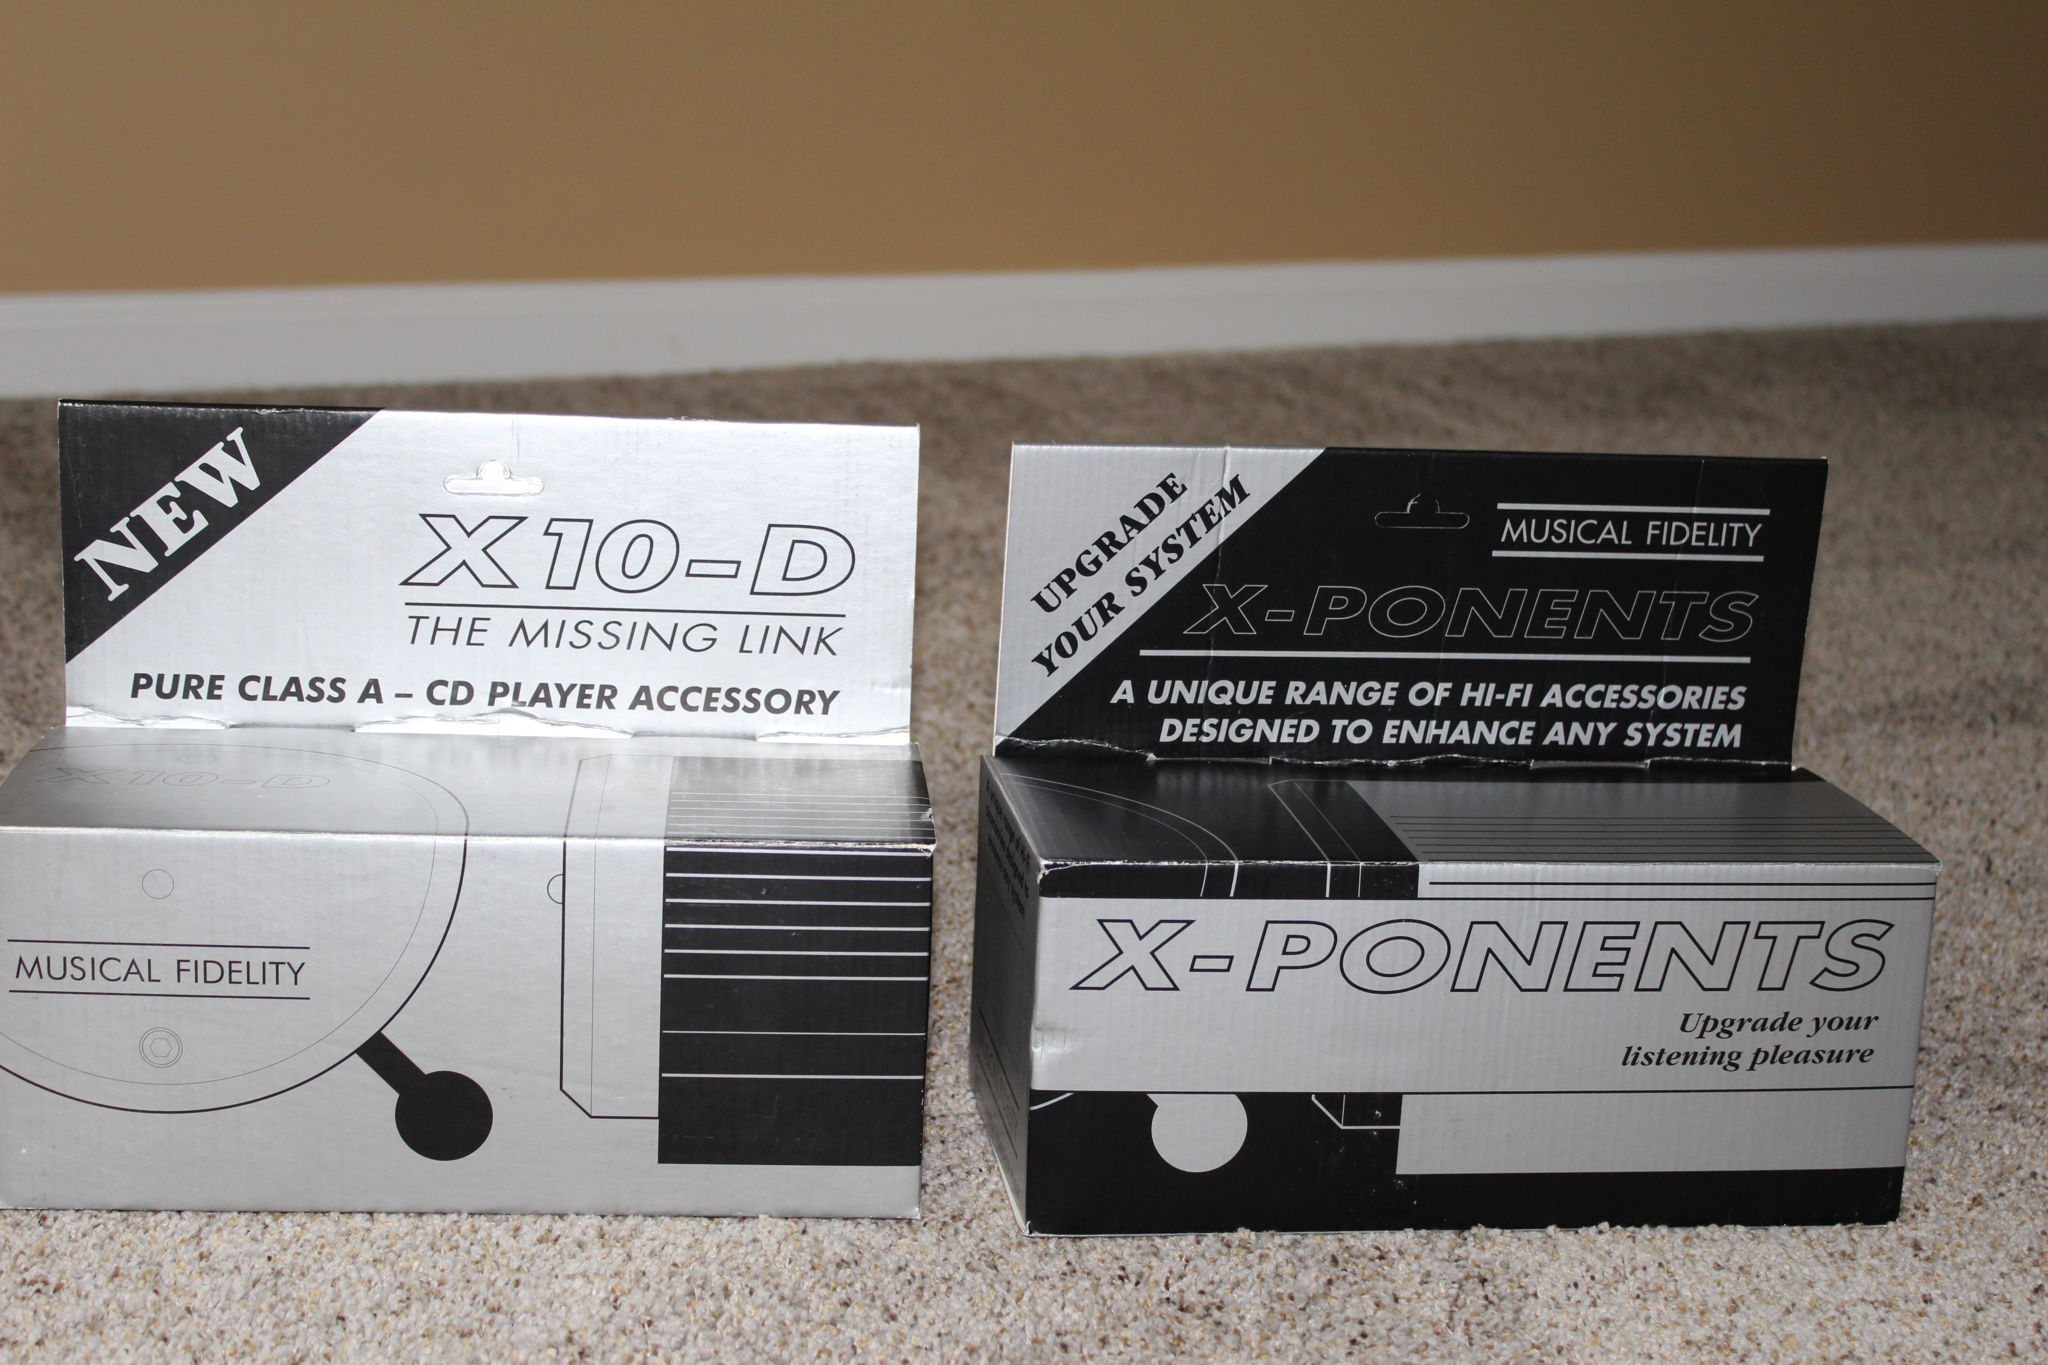 NEW
X10-D
THE MISSING LINK
PURE CLASS A – CD PLAYER ACCESSORY
X10-D
MUSICAL FIDELITY
UPGRADE
YOUR SYSTEM
MUSICAL FIDELITY
X-PONENTS
A UNIQUE RANGE OF HI-FI ACCESSORIES
DESIGNED TO ENHANCE ANY SYSTEM
X-PONENTS
Upgrade your
listening pleasure